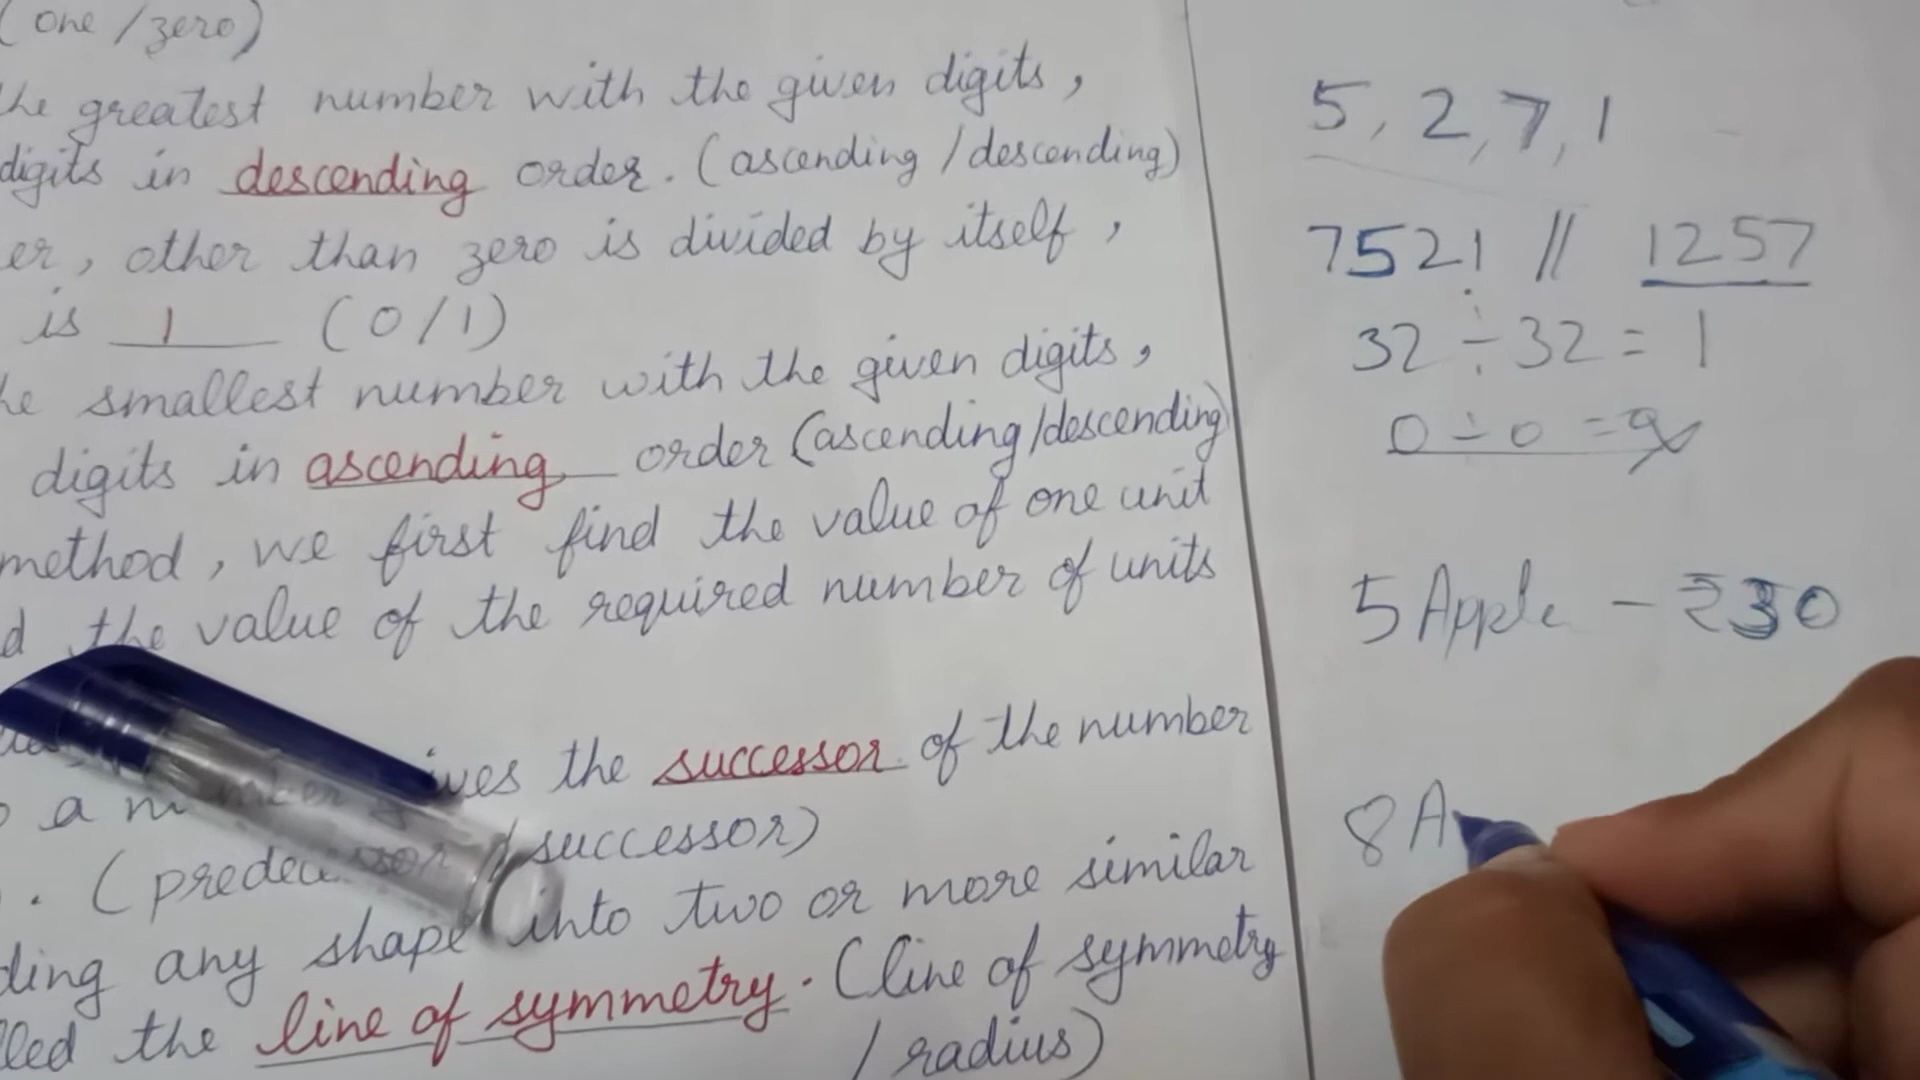 (one/zero)
the greatest number with the given digits,
digits in descending order. (ascending/descending)
er, other than zero is divided by itself,
is 1 (0/1)
he smallest number with the given digits,
digits in ascending order (ascending/descending)
method, we first find the value of one unit
d the value of the required number of units
ives the successor of the number
a number
. (predecessor/successor)
ding any shape into two or more similar
led the line of symmetry. (line of symmetry
/radius)
5, 2, 7, 1
7521 // 1257
32 ÷ 32 = 1
0 ÷ 0 =
5 Apple - ₹30
8 A